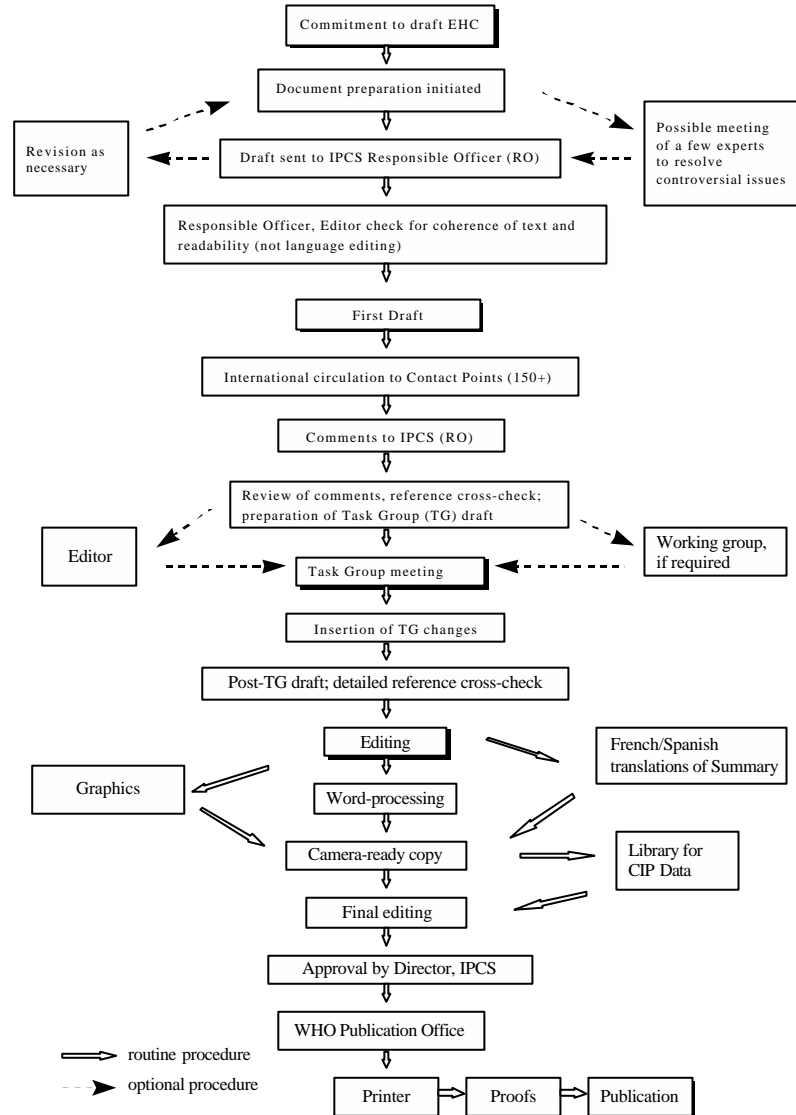 Commitment to draft EHC
Document preparation initiated
Revision as
necessary
Possible meeting
of a few experts
to resolve
controversial issues
Draft sent to IPCS Responsible Officer (RO)
Responsible Officer, Editor check for coherence of text and
readability (not language editing)
First Draft
International circulation to Contact Points (150+)
Comments to IPCS (RO)
Review of comments, reference cross-check;
preparation of Task Group (TG) draft
Editor
Working group,
if required
Task Group meeting
Insertion of TG changes
Post-TG draft; detailed reference cross-check
Editing
French/Spanish
translations of Summary
Graphics
Word-processing
Camera-ready copy
Library for
CIP Data
Final editing
Approval by Director, IPCS
WHO Publication Office
routine procedure
optional procedure
Printer
Proofs
Publication